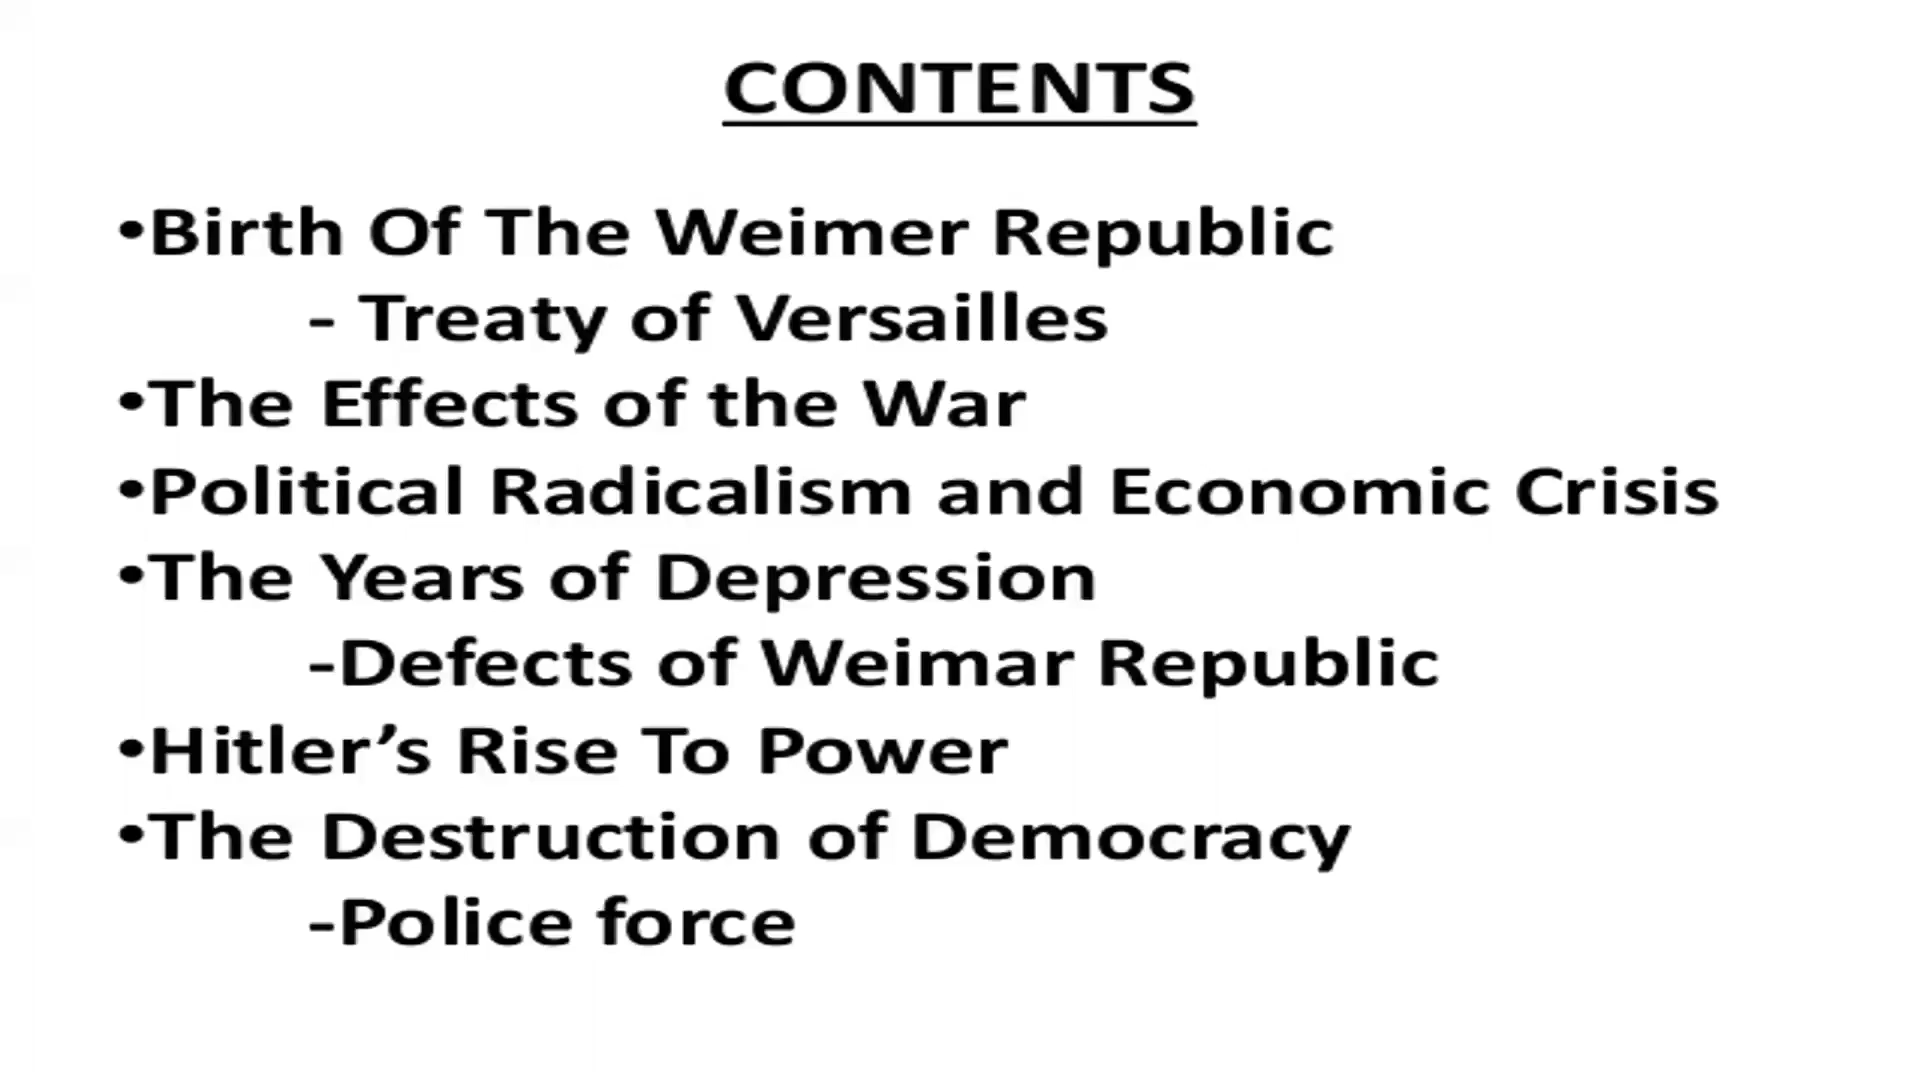 CONTENTS
•Birth Of The Weimer Republic
- Treaty of Versailles
•The Effects of the War
•Political Radicalism and Economic Crisis
•The Years of Depression
-Defects of Weimar Republic
•Hitler’s Rise To Power
•The Destruction of Democracy
-Police force